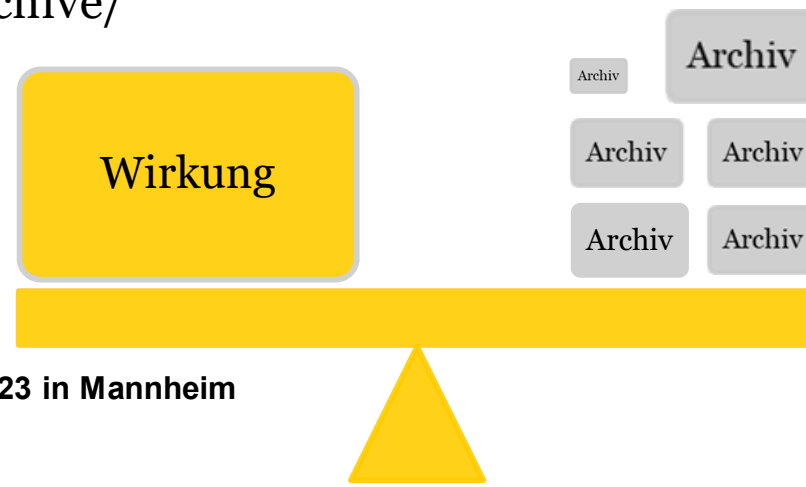 chive/
Archiv
Archiv
Wirkung
Archiv Archiv
Archiv Archiv
23 in Mannheim